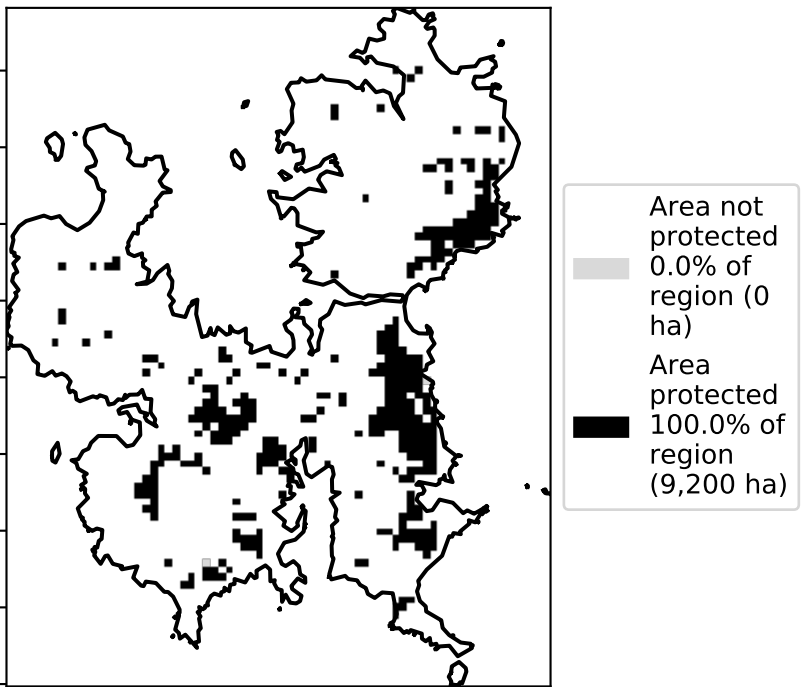 Area not
protected
0.0% of
region (0
ha)
Area
protected
100.0% of
region
(9,200 ha)